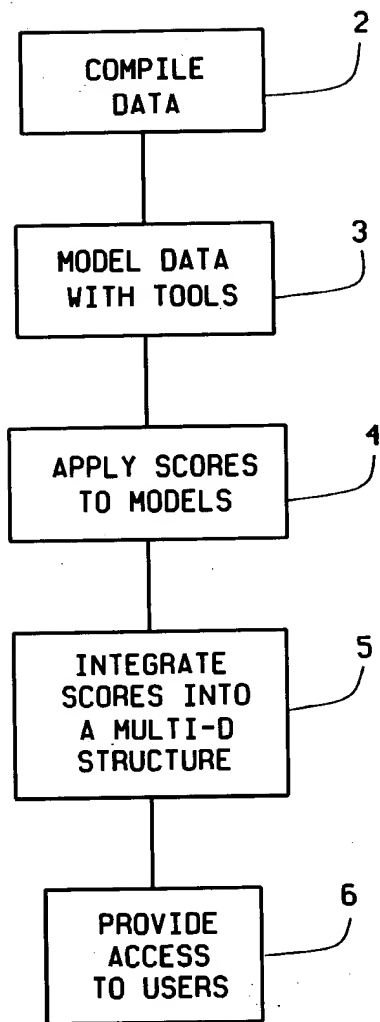 2
COMPILE
DATA
3
MODEL DATA
WITH TOOLS
4
APPLY SCORES
TO MODELS
5
INTEGRATE
SCORES INTO
A MULTI-D
STRUCTURE
6
PROVIDE
ACCESS
TO USERS